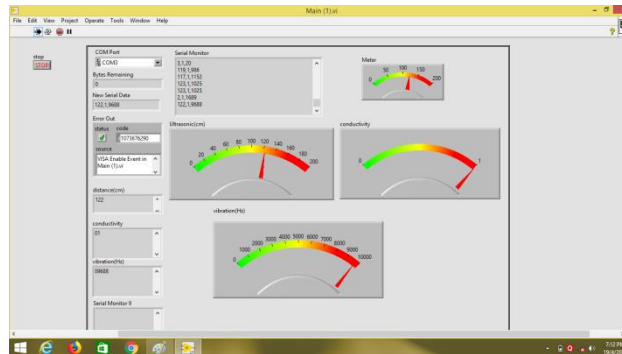 Main (1).vi
File Edit View Project Operate Tools Window Help
stop
STOP
COM Port
COM3
Bytes Remaining
0
New Serial Data
122,1,9688
Error Out
status code
1073676290
source
VISA Enable Event in
Main (1).vi
distance(cm)
122
conductivity
01
vibration(Hz)
09688
Serial Monitor II
Serial Monitor
3,1,20
119,1,986
117,1,1152
123,1,1025
123,1,1025
2,1,1689
122,1,9688
Meter
0 50 100 150 200
Ultrasonic(cm)
0 20 40 60 80 100 120 140 160 180 200
conductivity
0 1
vibration(Hz)
0 1000 2000 3000 4000 5000 6000 7000 8000 9000 10000
7:12 PM